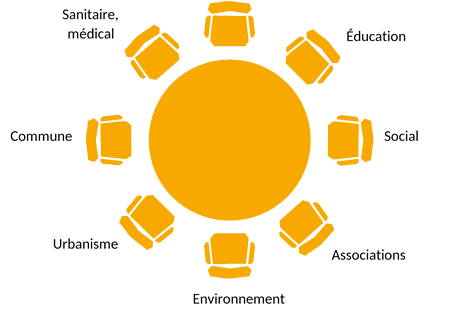 Sanitaire,
médical
Éducation
Commune
Social
Urbanisme
Associations
Environnement